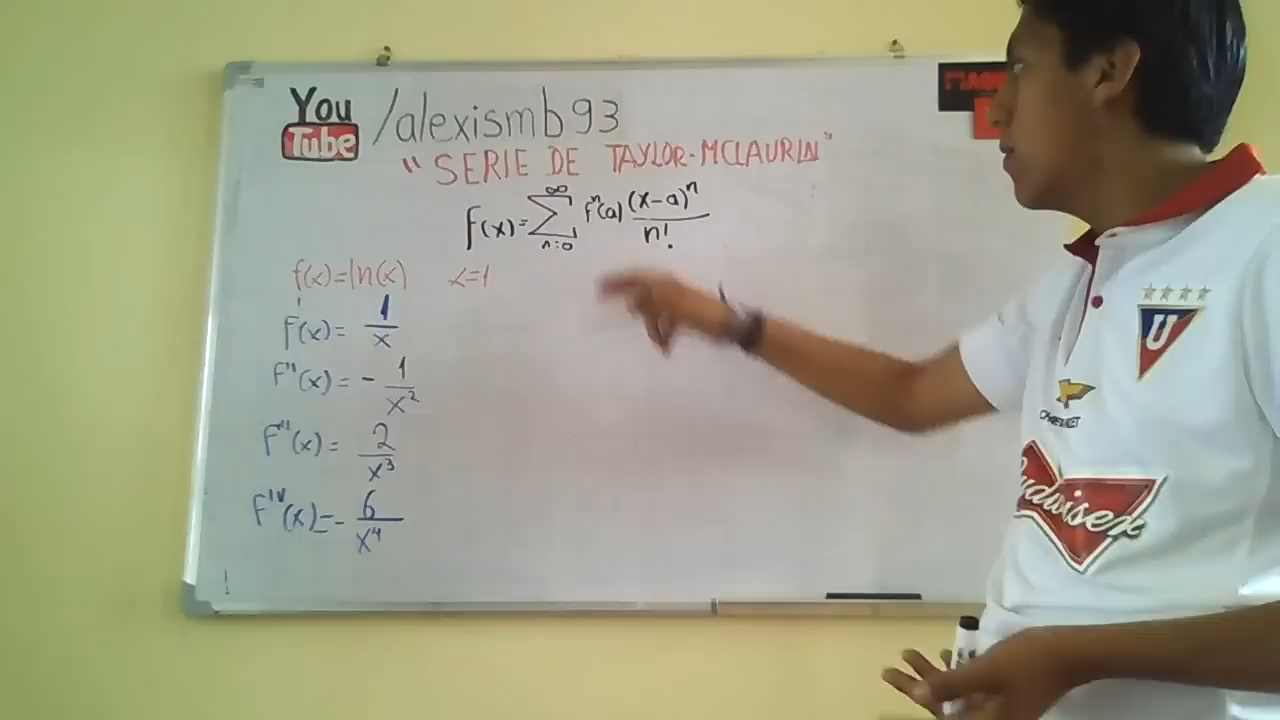 You Tube /alexismb93
"SERIE DE TAYLOR-MCLAURIN"
f(x)=∑_{n=0}^{∞} fⁿ(a) (x-a)ⁿ/n!
f(x)=ln(x) x=1
f'(x)= 1/x
f''(x)= - 1/x²
f'''(x)= 2/x³
f^{IV}(x)=- 6/x⁴
U
Budweiser